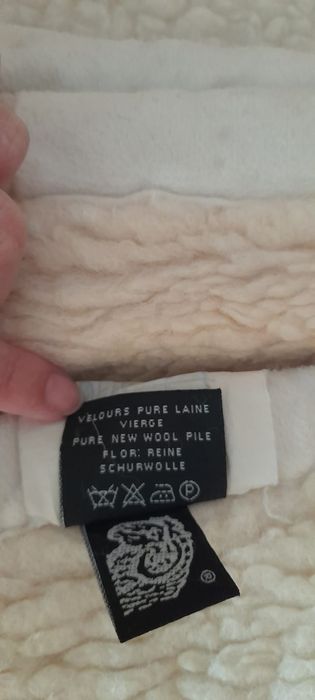 VELOURS PURE LAINE
VIERGE
PURE NEW WOOL PILE
FLOR: REINE
SCHURWOLLE
P
®